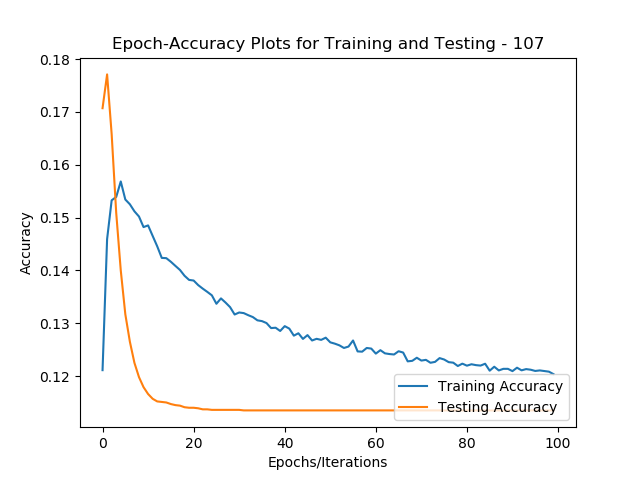 Epoch-Accuracy Plots for Training and Testing - 107
0.18
0.17
0.16
0.15
0.14
0.13
0.12
Accuracy
0 20 40 60 80 100
Epochs/Iterations
Training Accuracy
Testing Accuracy